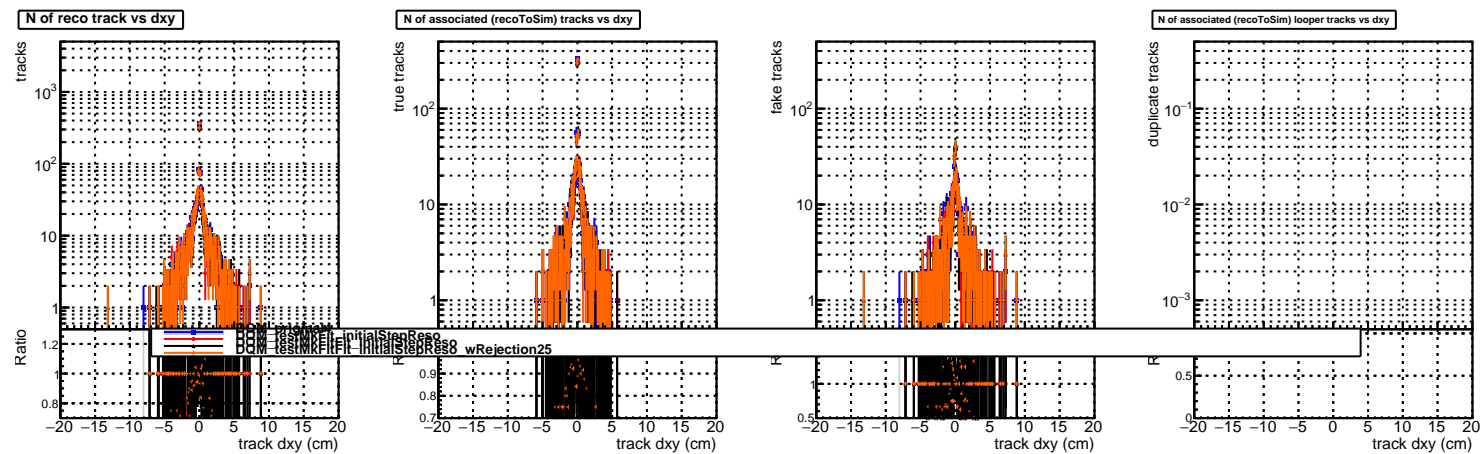 N of reco track vs dxy
N of associated (recoToSim) tracks vs dxy
N of associated (recoToSim) looper tracks vs dxy
tracks
10³
10²
10
1
Ratio
1.2
1
0.8
−20 −15 −10 −5 0 5 10 15 20
track dxy (cm)
true tracks
10²
10
1
0.9
0.8
0.7
−20 −15 −10 −5 0 5 10 15 20
track dxy (cm)
fake tracks
10²
10
1
1
0.5
−20 −15 −10 −5 0 5 10 15 20
track dxy (cm)
duplicate tracks
10⁻¹
10⁻²
10⁻³
0.5
0
−20 −15 −10 −5 0 5 10 15 20
track dxy (cm)
DQM_testMkFitFit_initialStepReso_wRejection25